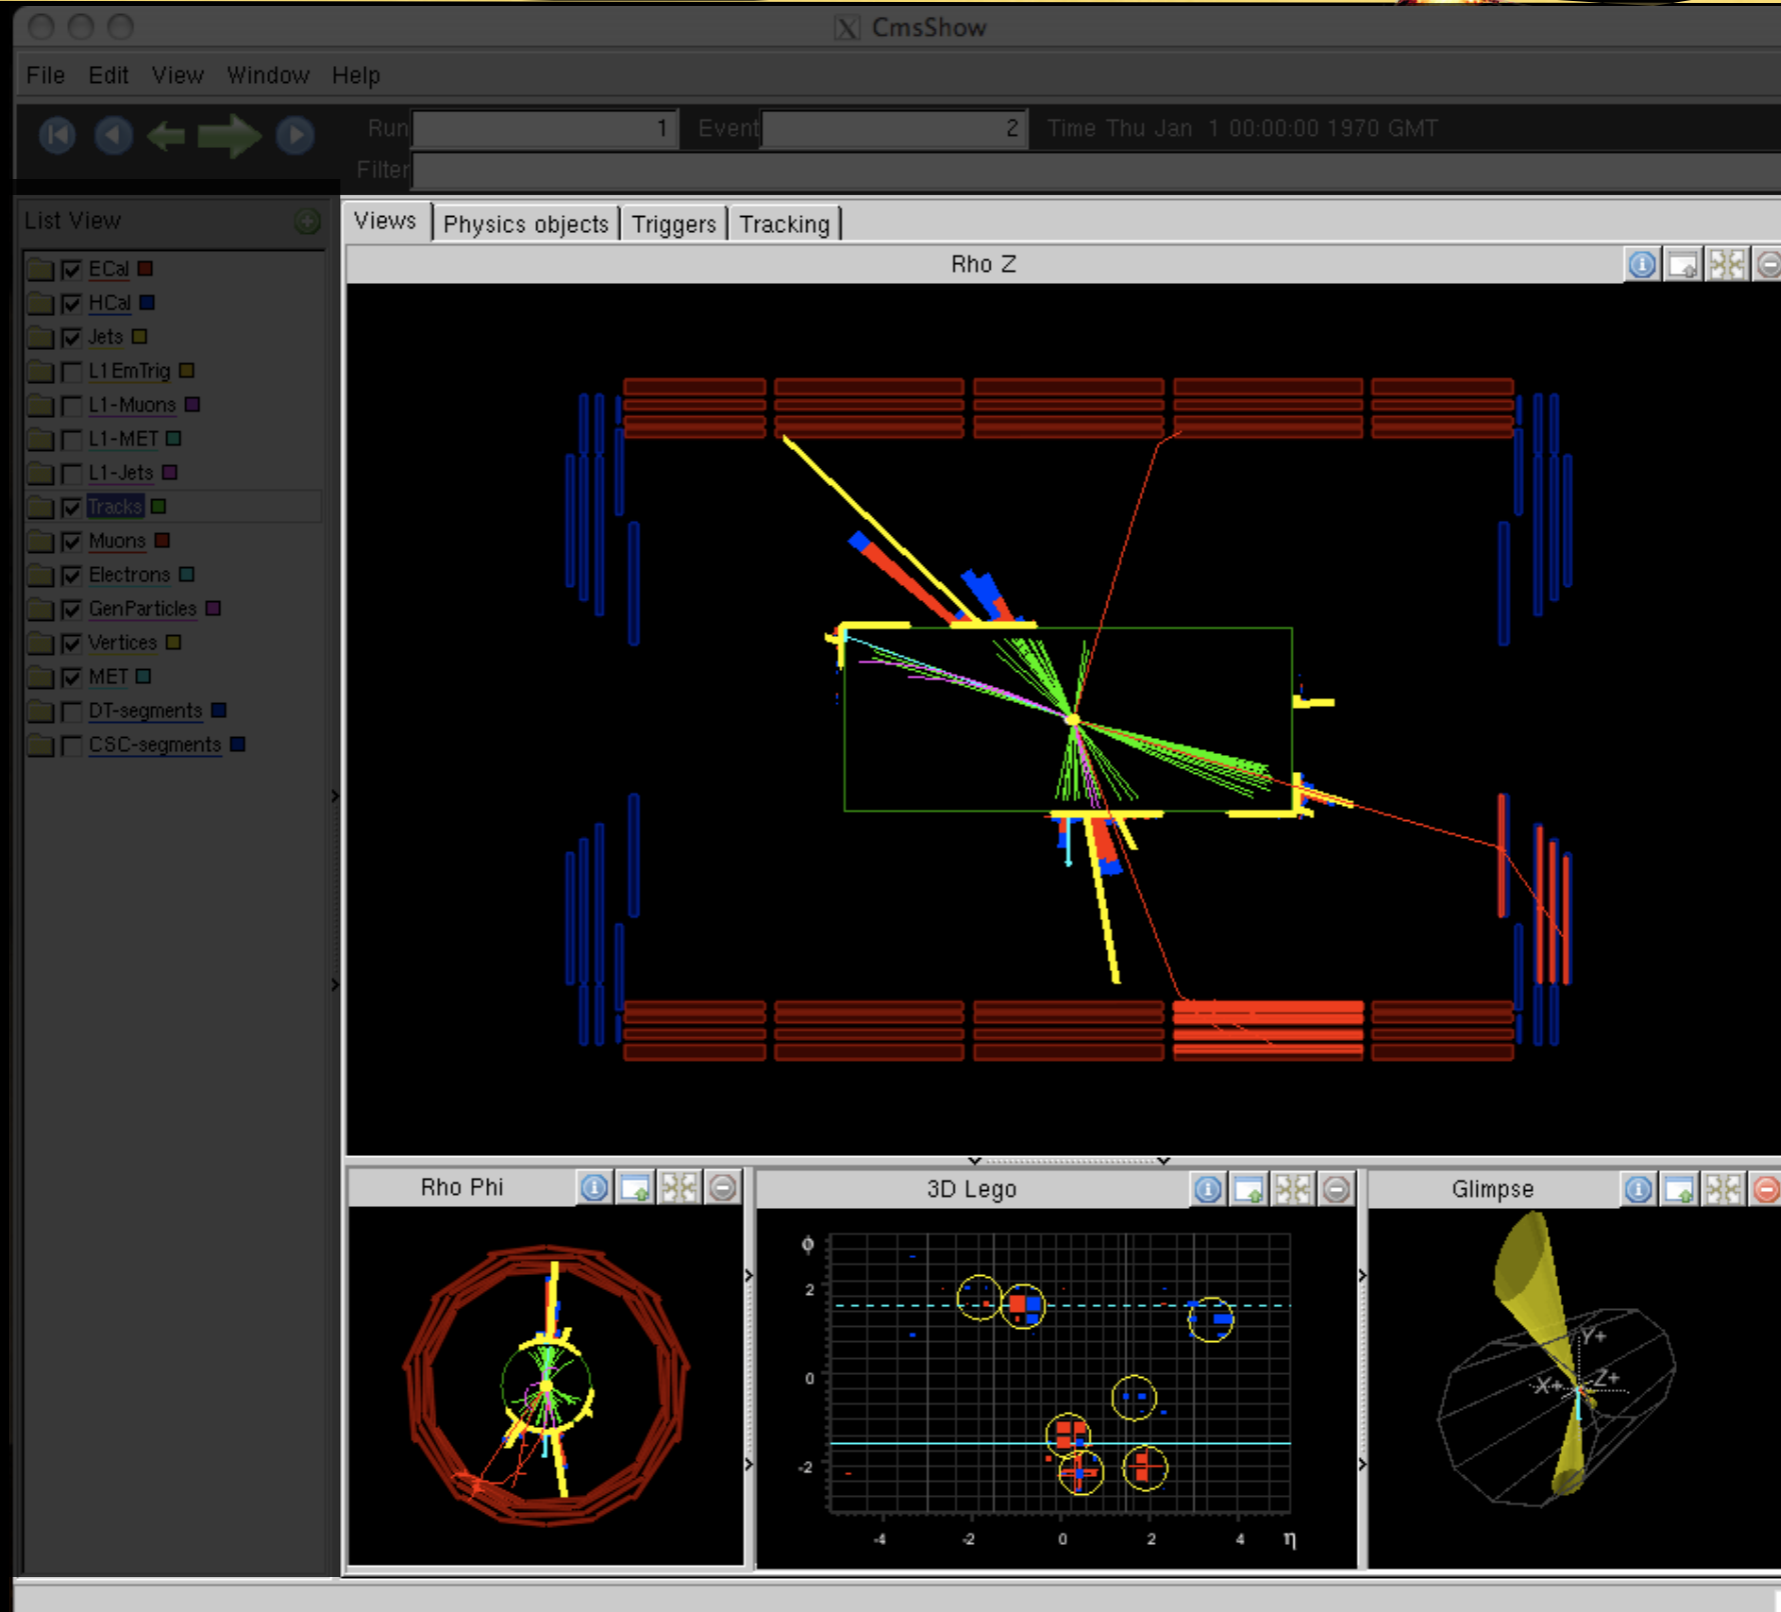 CmsShow
File Edit View Window Help
Run 1 Event 2 Time Thu Jan 1 00:00:00 1970 GMT
Filter
List View
ECal
HCal
Jets
L1EmTrig
L1-Muons
L1-MET
L1-Jets
Tracks
Muons
Electrons
GenParticles
Vertices
MET
DT-segments
CSC-segments
Views Physics objects Triggers Tracking
Rho Z
Rho Phi
3D Lego
ϕ
2
0
-2
-4 -2 0 2 4 η
Glimpse
Y+
X+ Z+